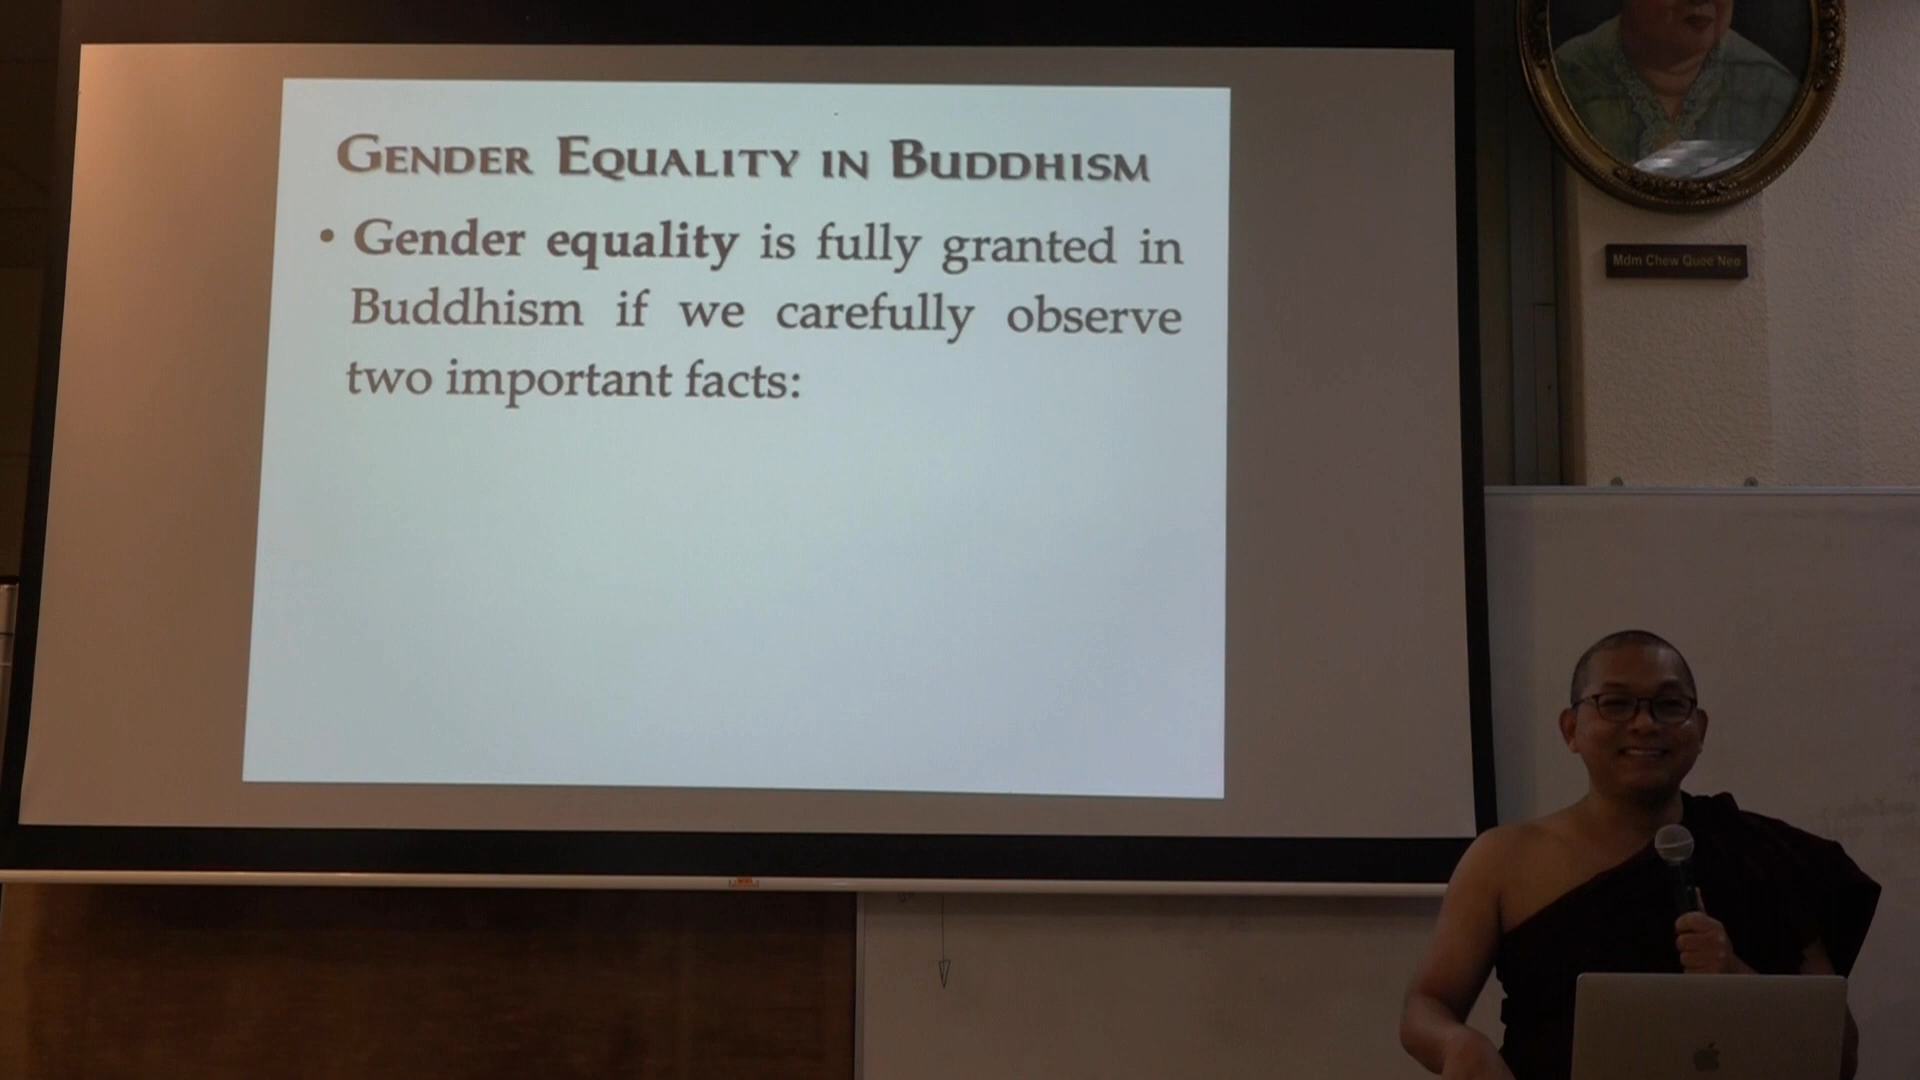 GENDER EQUALITY IN BUDDHISM
• Gender equality is fully granted in
Buddhism if we carefully observe
two important facts:
Mdm Chew Quee Neo